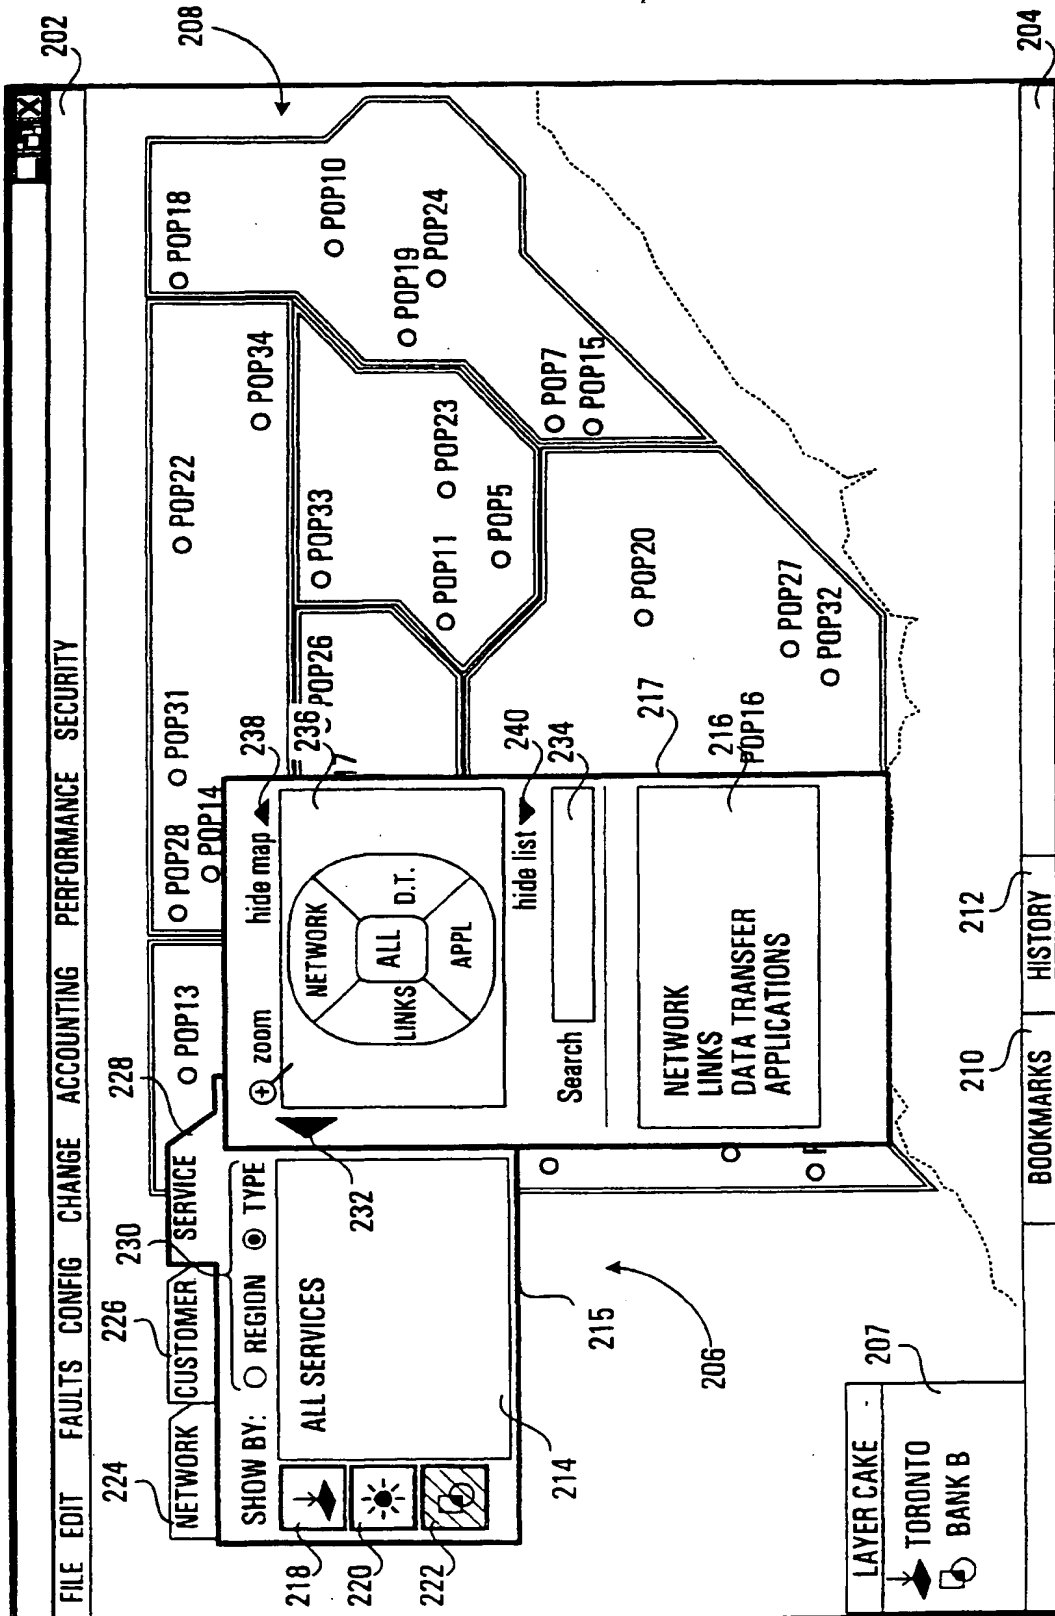 202
FILE EDIT FAULTS CONFIG CHANGE ACCOUNTING PERFORMANCE SECURITY
208
224
226
230
228
NETWORK
CUSTOMER
SERVICE
POP13
POP28
POP14
POP31
POP22
POP34
POP18
SHOW BY: REGION TYPE
ALL SERVICES
218
220
222
214
215
232
206
zoom
hide map
238
236
NETWORK
LINKS
ALL
D.T.
APPL
hide list
240
Search
234
NETWORK
LINKS
DATA TRANSFER
APPLICATIONS
217
216
POP16
7
POP26
POP33
POP11
POP23
POP5
POP10
POP19
POP24
POP7
POP15
POP20
POP27
POP32
207
LAYER CAKE
TORONTO
BANK B
210
212
BOOKMARKS
HISTORY
204